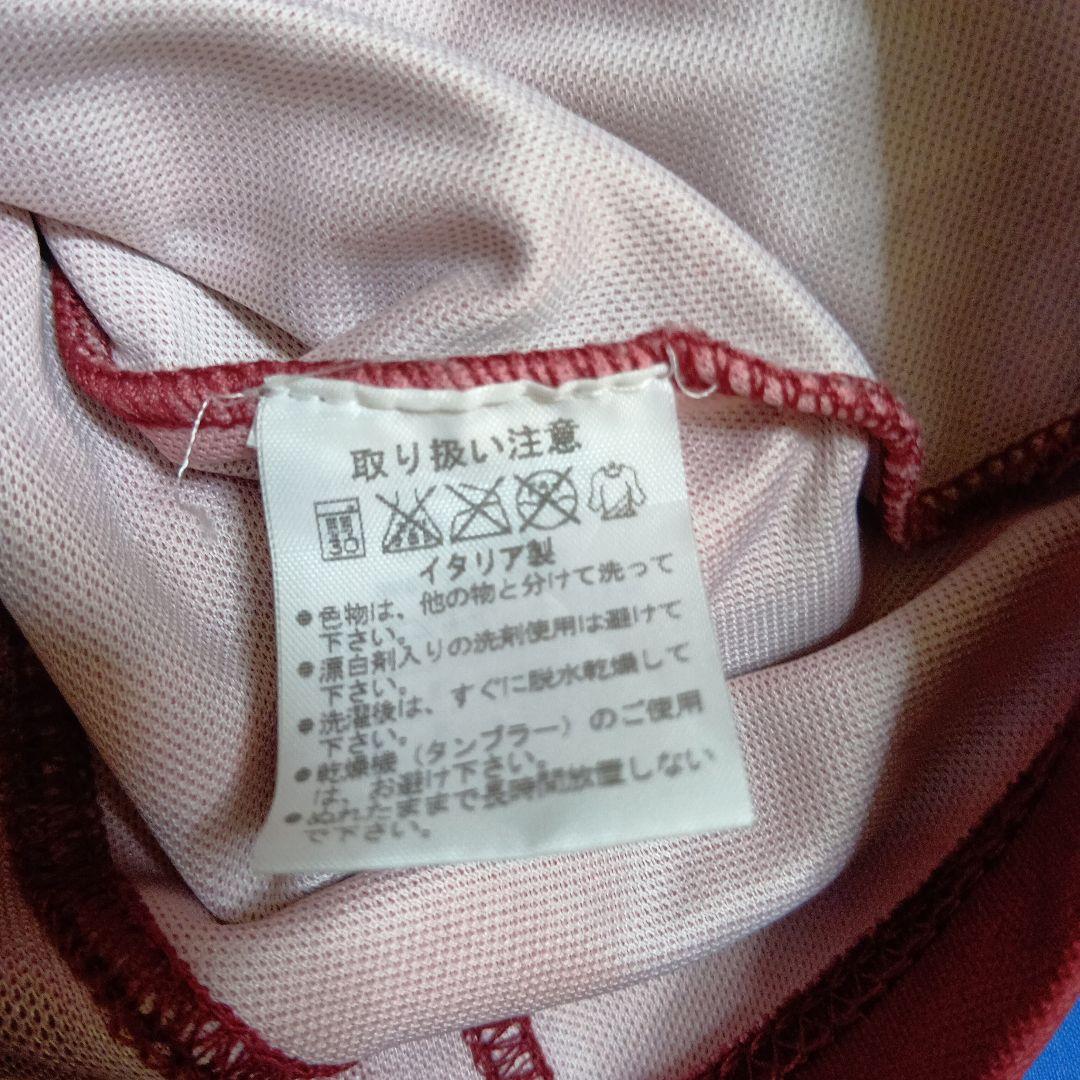 取り扱い注意
30
イタリア製
●色物は、他の物と分けて洗って
下さい。
●漂白剤入りの洗剤使用は避けて
下さい。
●洗濯後は、すぐに脱水乾燥して
下さい。
●乾燥機（タンブラー）のご使用
は、お避け下さい。
●ぬれたままで長時間放置しない
で下さい。